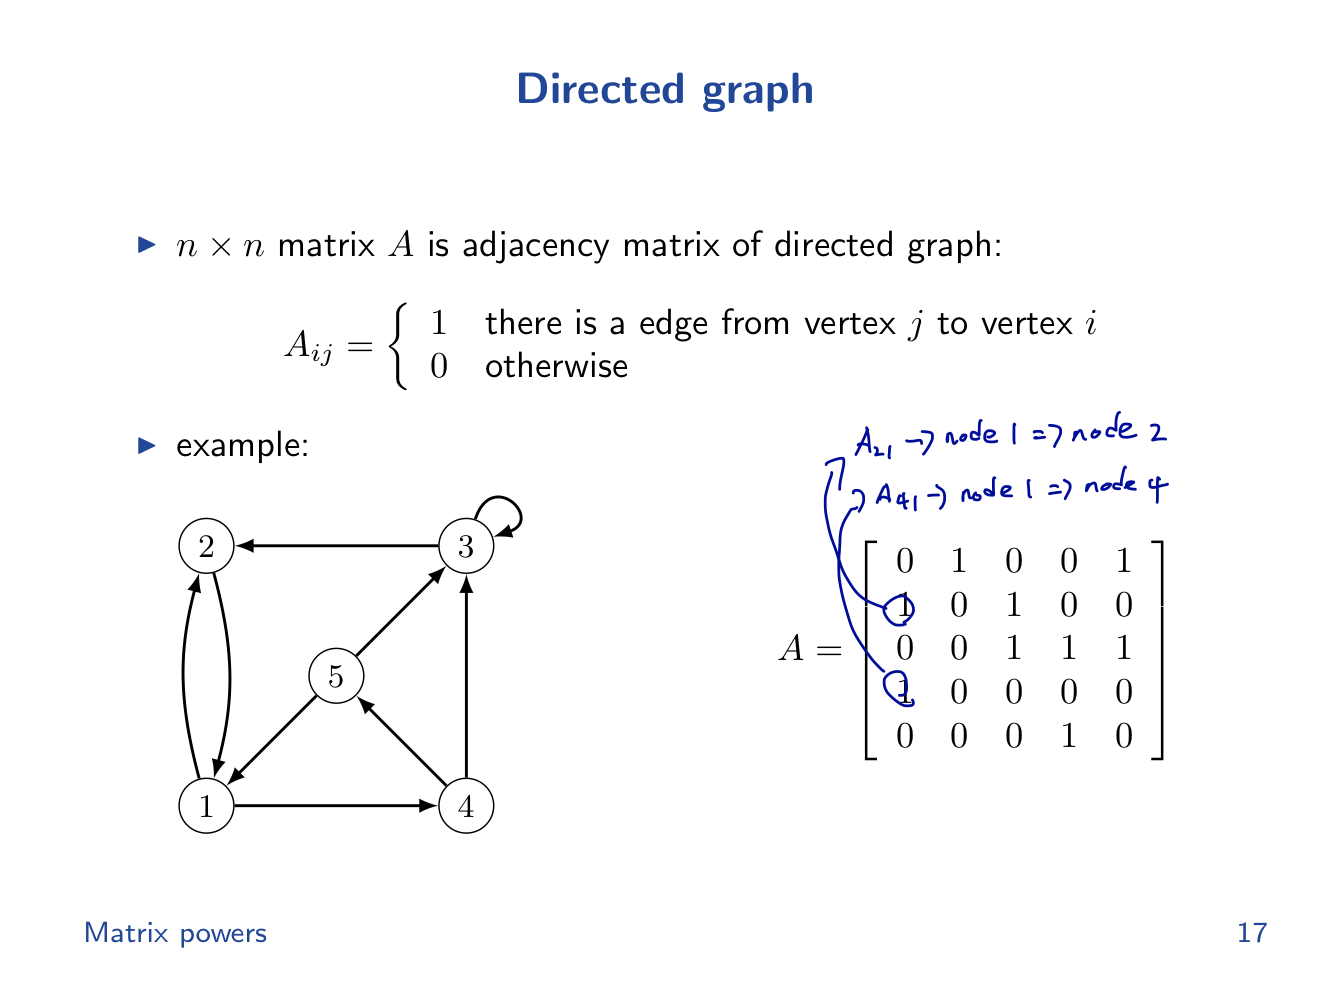 Directed graph
▶ n × n matrix A is adjacency matrix of directed graph:
A_{ij} = { 1 there is a edge from vertex j to vertex i
0 otherwise
▶ example:
A₂₁ → node 1 => node 2
A₄₁ → node 1 => node 4
2 3
5
1 4
A =
0 1 0 0 1
1 0 1 0 0
0 0 1 1 1
1 0 0 0 0
0 0 0 1 0
Matrix powers 17